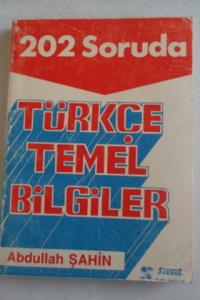 202 Soruda
TÜRKÇE
TEMEL
BİLGİLER
Abdullah ŞAHİN